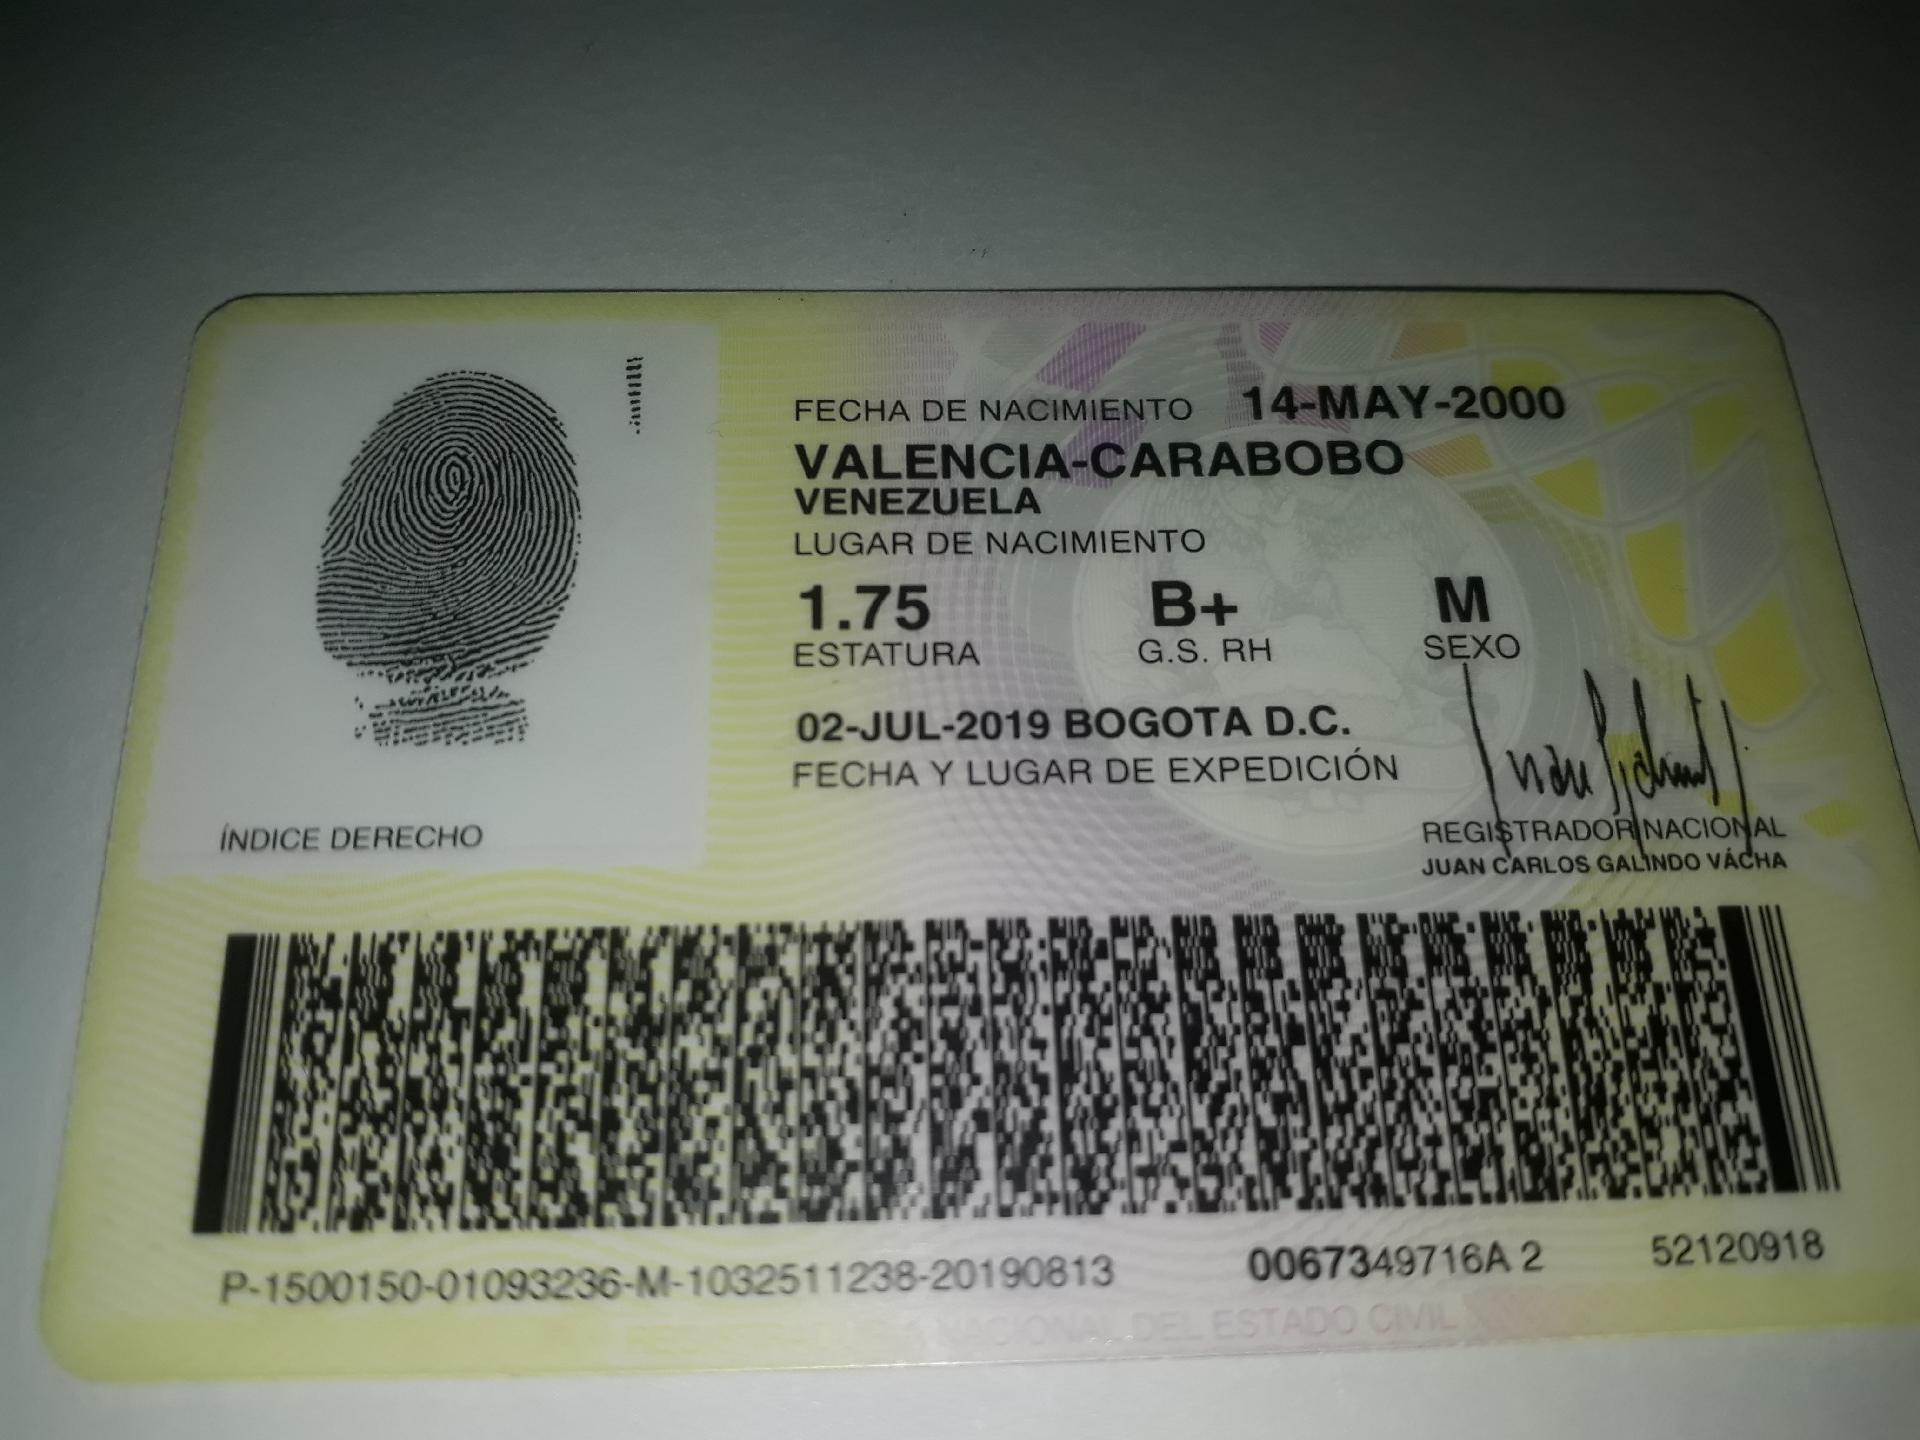 FECHA DE NACIMIENTO 14-MAY-2000
VALENCIA-CARABOBO
VENEZUELA
LUGAR DE NACIMIENTO
1.75 B+ M
ESTATURA G.S. RH SEXO
02-JUL-2019 BOGOTA D.C.
FECHA Y LUGAR DE EXPEDICIÓN
ÍNDICE DERECHO
REGISTRADOR NACIONAL
JUAN CARLOS GALINDO VÁCHA
P-1500150-01093236-M-1032511238-20190813 0067349716A 2 52120918
NACIONAL DEL ESTADO CIVIL